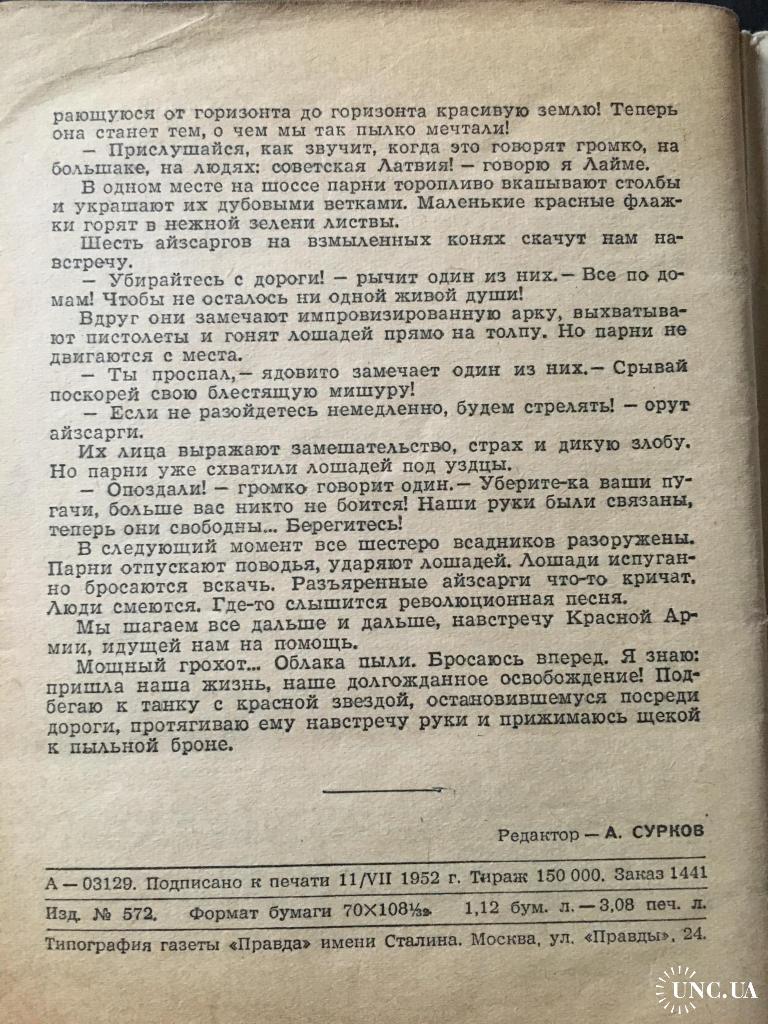 рающуюся от горизонта до горизонта красивую землю! Теперь
она станет тем, о чем мы так пылко мечтали!
— Прислушайся, как звучит, когда это говорят громко, на
большаке, на людях: советская Латвия! — говорю я Лайме.
В одном месте на шоссе парни торопливо вкапывают столбы
и украшают их дубовыми ветками. Маленькие красные флаж-
ки горят в нежной зелени листвы.
Шесть айзсаргов на взмыленных конях скачут нам на-
встречу.
— Убирайтесь с дороги! — рычит один из них.— Все по до-
мам! Чтобы не осталось ни одной живой души!
Вдруг они замечают импровизированную арку, выхватыва-
ют пистолеты и гонят лошадей прямо на толпу. Но парни не
двигаются с места.
— Ты проспал,— ядовито замечает один из них.— Срывай
поскорей свою блестящую мишуру!
— Если не разойдетесь немедленно, будем стрелять! — орут
айзсарги.
Их лица выражают замешательство, страх и дикую злобу.
Но парни уже схватили лошадей под уздцы.
— Опоздали! — громко говорит один.— Уберите-ка ваши пу-
гачи, больше вас никто не боится! Наши руки были связаны,
теперь они свободны... Берегитесь!
В следующий момент все шестеро всадников разоружены.
Парни отпускают поводья, ударяют лошадей. Лошади испуган-
но бросаются вскачь. Разъяренные айзсарги что-то кричат.
Люди смеются. Где-то слышится революционная песня.
Мы шагаем все дальше и дальше, навстречу Красной Ар-
мии, идущей нам на помощь.
Мощный грохот... Облака пыли. Бросаюсь вперед. Я знаю:
пришла наша жизнь, наше долгожданное освобождение! Под-
бегаю к танку с красной звездой, остановившемуся посреди
дороги, протягиваю ему навстречу руки и прижимаюсь щекой
к пыльной броне.
Редактор — А. СУРКОВ
А — 03129. Подписано к печати 11/VII 1952 г. Тираж 150 000. Заказ 1441
Изд. № 572. Формат бумаги 70×108¹/₃₂. 1,12 бум. л. — 3,08 печ. л.
Типография газеты «Правда» имени Сталина. Москва, ул. «Правды», 24.
UNC.UA